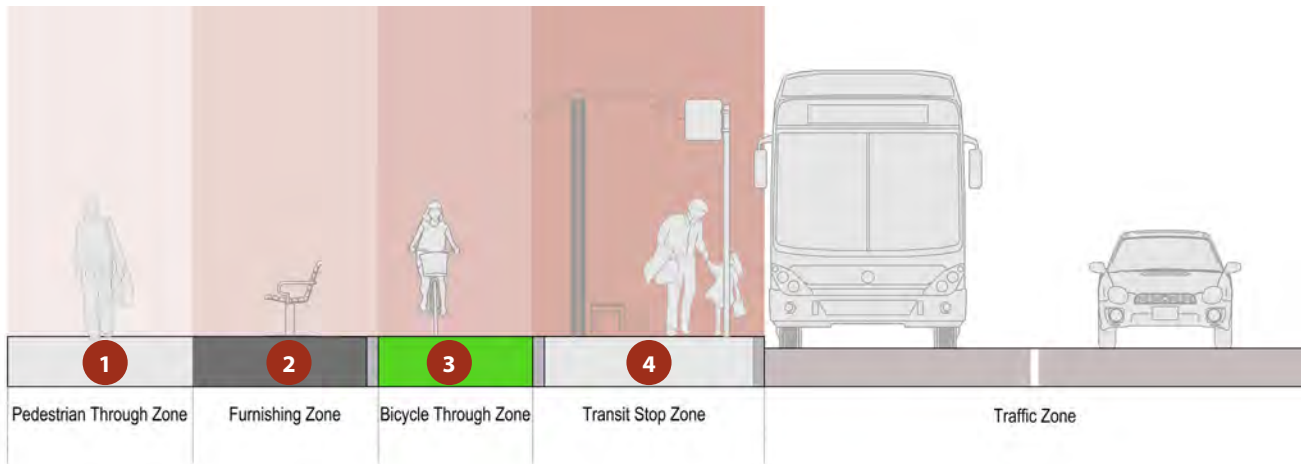 1
2
3
4
Pedestrian Through Zone
Furnishing Zone
Bicycle Through Zone
Transit Stop Zone
Traffic Zone